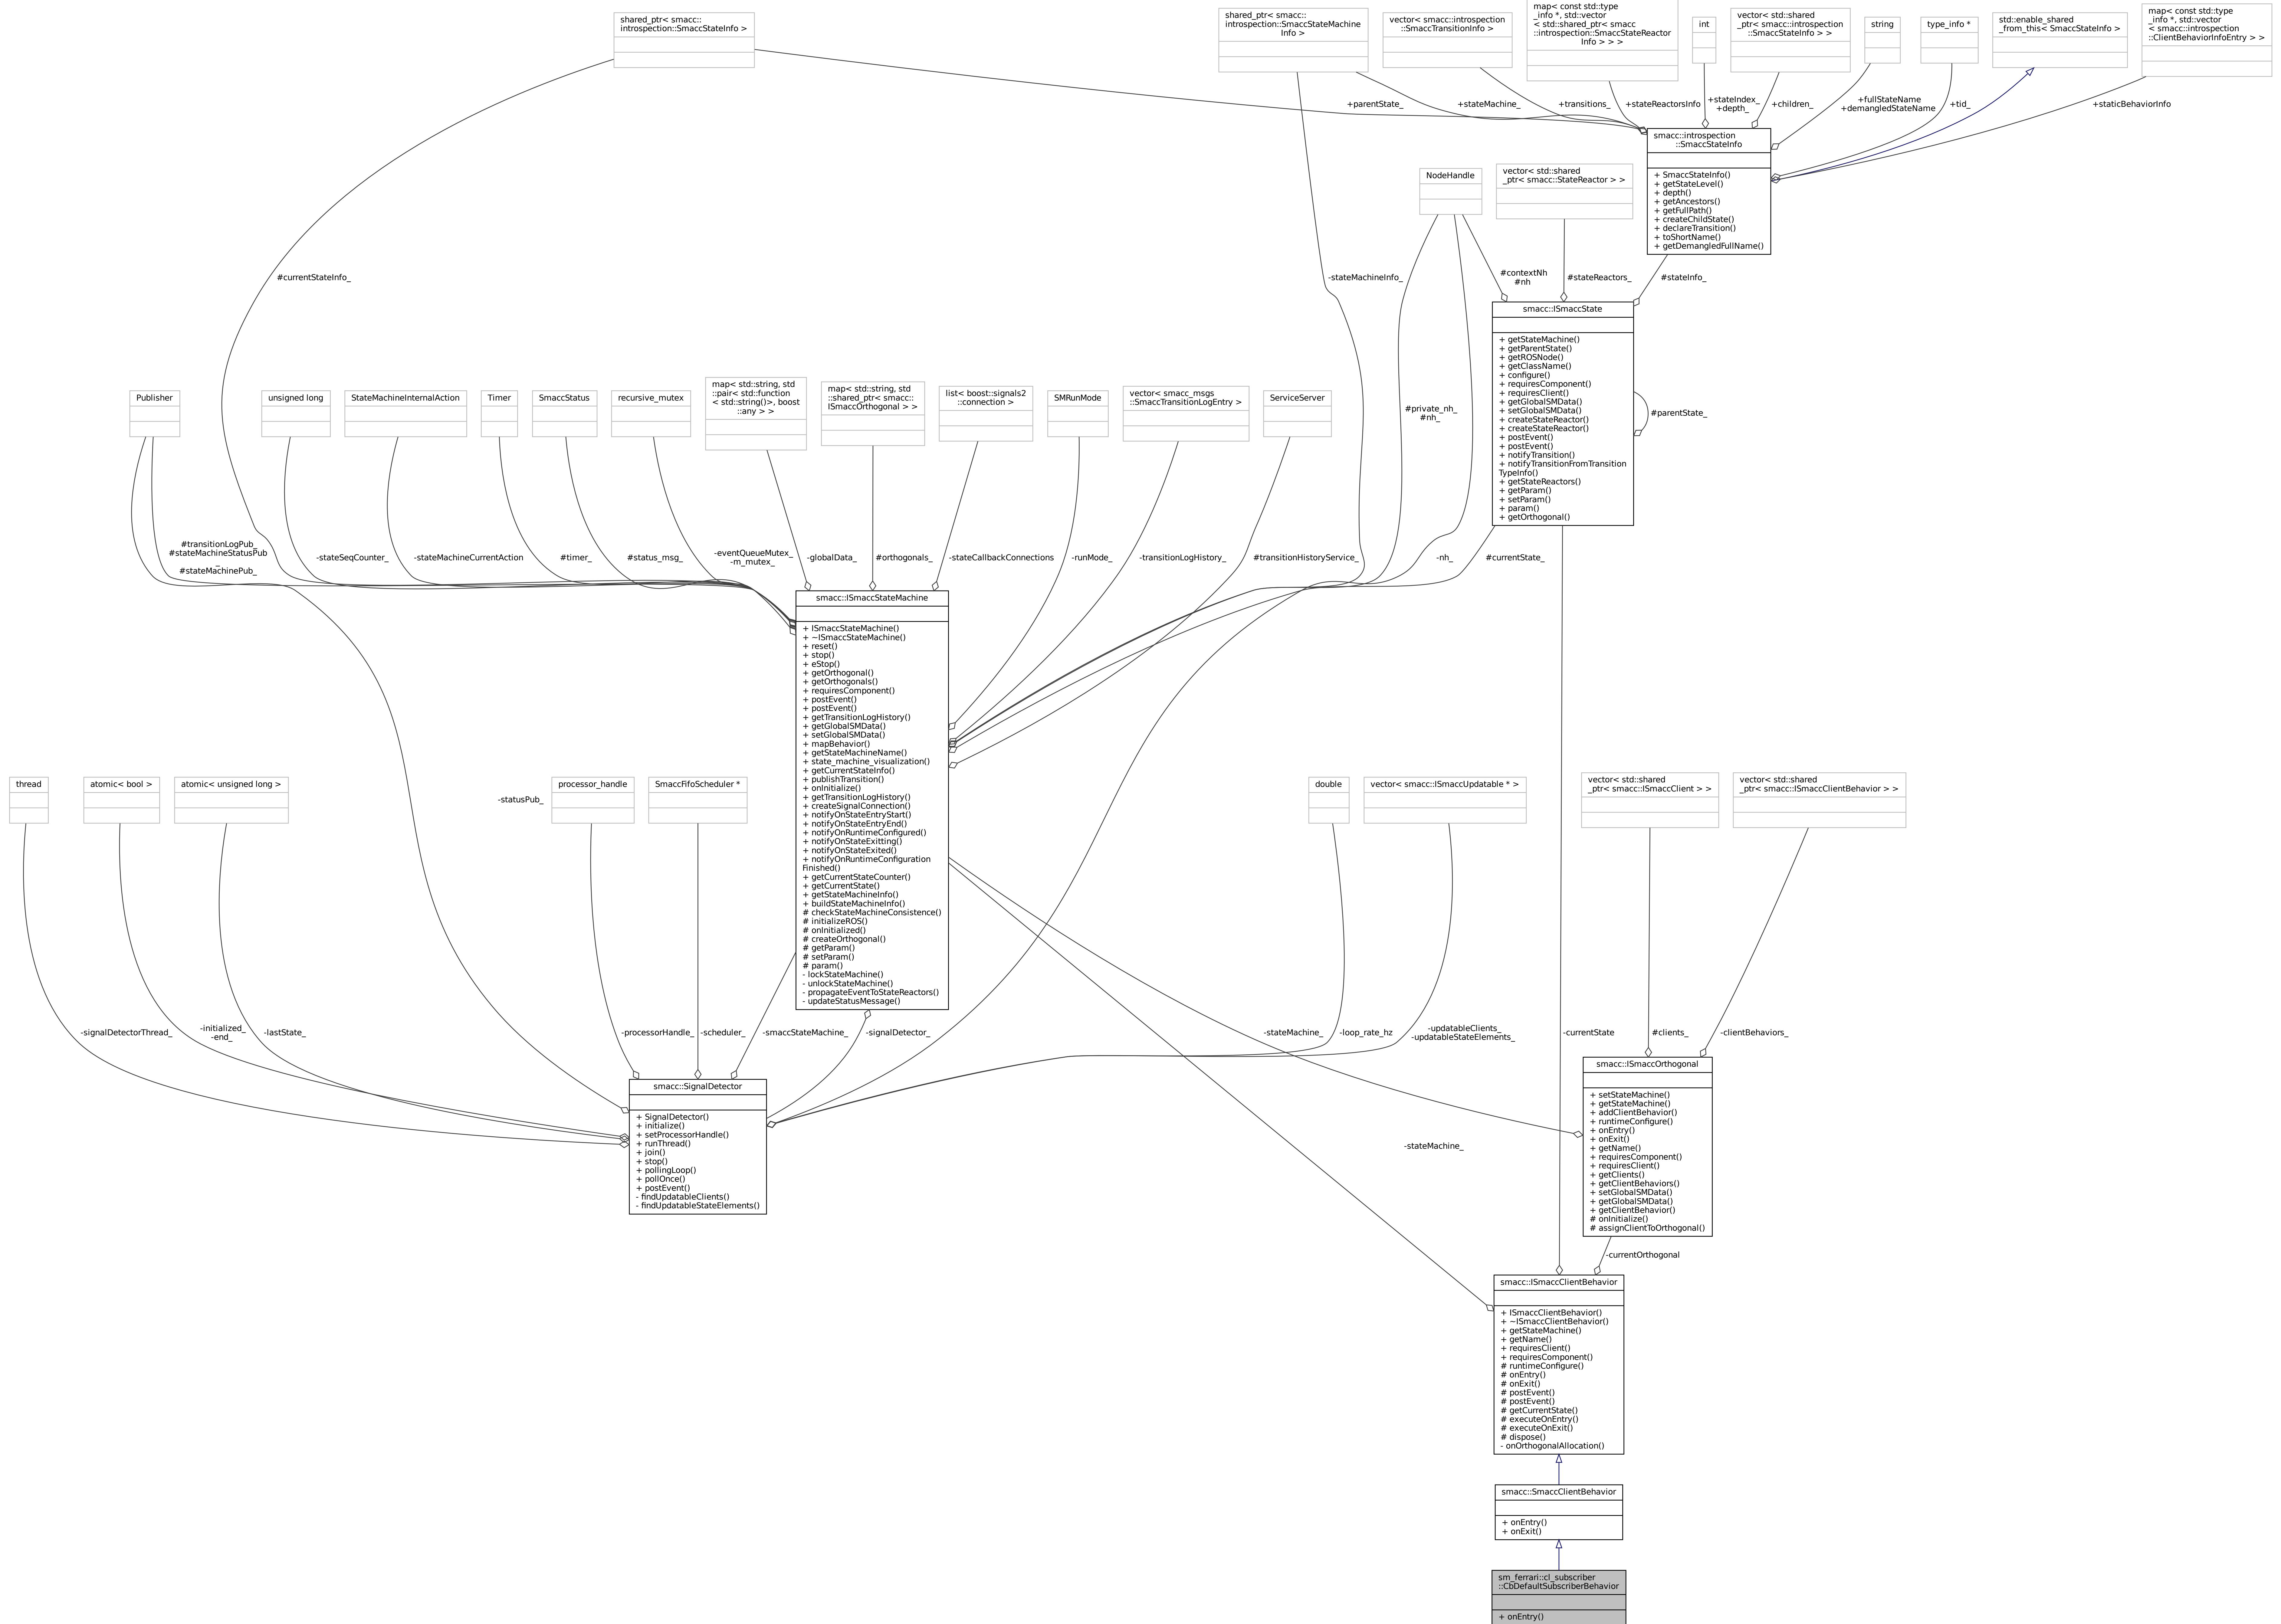 shared_ptr< smacc::
introspection::SmaccStateInfo >
shared_ptr< smacc::
introspection::SmaccStateMachine
Info >
vector< smacc::introspection
::SmaccTransitionInfo >
map< const std::type
_info *, std::vector
< std::shared_ptr< smacc
::introspection::SmaccStateReactor
Info > > >
int
vector< std::shared
_ptr< smacc::introspection
::SmaccStateInfo > >
string
type_info *
std::enable_shared
_from_this< SmaccStateInfo >
map< const std::type
_info *, std::vector
< smacc::introspection
::ClientBehaviorInfoEntry > >
+parentState_
+stateMachine_
+transitions_
+stateReactorsInfo
+stateIndex_
+depth_
+children_
+fullStateName
+demangledStateName
+tid_
+staticBehaviorInfo
smacc::introspection
::SmaccStateInfo
+ SmaccStateInfo()
+ getStateLevel()
+ depth()
+ getAncestors()
+ getFullPath()
+ createChildState()
+ declareTransition()
+ toShortName()
+ getDemangledFullName()
NodeHandle
vector< std::shared
_ptr< smacc::StateReactor > >
#currentStateInfo_
-stateMachineInfo_
#contextNh
#nh
#stateReactors_
#stateInfo_
smacc::ISmaccState
+ getStateMachine()
+ getParentState()
+ getROSNode()
+ getClassName()
+ configure()
+ requiresComponent()
+ requiresClient()
+ getGlobalSMData()
+ setGlobalSMData()
+ createStateReactor()
+ createStateReactor()
+ postEvent()
+ postEvent()
+ notifyTransition()
+ notifyTransitionFromTransition
TypeInfo()
+ getStateReactors()
+ getParam()
+ setParam()
+ param()
+ getOrthogonal()
#parentState_
Publisher
unsigned long
StateMachineInternalAction
Timer
SmaccStatus
recursive_mutex
map< std::string, std
::pair< std::function
< std::string()>, boost
::any > >
map< std::string, std
::shared_ptr< smacc::
ISmaccOrthogonal > >
list< boost::signals2
::connection >
SMRunMode
vector< smacc_msgs
::SmaccTransitionLogEntry >
ServiceServer
#private_nh_
#nh_
#transitionLogPub_
#stateMachineStatusPub
_
#stateMachinePub_
-stateSeqCounter_
-stateMachineCurrentAction
#timer_
#status_msg_
-eventQueueMutex_
-m_mutex_
-globalData_
#orthogonals_
-stateCallbackConnections
-runMode_
-transitionLogHistory_
#transitionHistoryService_
-nh_
#currentState_
smacc::ISmaccStateMachine
+ ISmaccStateMachine()
+ ~ISmaccStateMachine()
+ reset()
+ stop()
+ eStop()
+ getOrthogonal()
+ getOrthogonals()
+ requiresComponent()
+ postEvent()
+ postEvent()
+ getTransitionLogHistory()
+ getGlobalSMData()
+ setGlobalSMData()
+ mapBehavior()
+ getStateMachineName()
+ state_machine_visualization()
+ getCurrentStateInfo()
+ publishTransition()
+ onInitialize()
+ getTransitionLogHistory()
+ createSignalConnection()
+ notifyOnStateEntryStart()
+ notifyOnStateEntryEnd()
+ notifyOnRuntimeConfigured()
+ notifyOnStateExitting()
+ notifyOnStateExited()
+ notifyOnRuntimeConfiguration
Finished()
+ getCurrentStateCounter()
+ getCurrentState()
+ getStateMachineInfo()
+ buildStateMachineInfo()
# checkStateMachineConsistence()
# initializeROS()
# onInitialized()
# createOrthogonal()
# getParam()
# setParam()
# param()
- lockStateMachine()
- unlockStateMachine()
- propagateEventToStateReactors()
- updateStatusMessage()
thread
atomic< bool >
atomic< unsigned long >
-statusPub_
processor_handle
SmaccFifoScheduler *
double
vector< smacc::ISmaccUpdatable * >
vector< std::shared
_ptr< smacc::ISmaccClient > >
vector< std::shared
_ptr< smacc::ISmaccClientBehavior > >
-signalDetectorThread_
-initialized_
-end_
-lastState_
-processorHandle_
-scheduler_
-smaccStateMachine_
-signalDetector_
-stateMachine_
-loop_rate_hz
-updatableClients_
-updatableStateElements_
-currentState
#clients_
-clientBehaviors_
smacc::SignalDetector
+ SignalDetector()
+ initialize()
+ setProcessorHandle()
+ runThread()
+ join()
+ stop()
+ pollingLoop()
+ pollOnce()
+ postEvent()
- findUpdatableClients()
- findUpdatableStateElements()
smacc::ISmaccOrthogonal
+ setStateMachine()
+ getStateMachine()
+ addClientBehavior()
+ runtimeConfigure()
+ onEntry()
+ onExit()
+ getName()
+ requiresComponent()
+ requiresClient()
+ getClients()
+ getClientBehaviors()
+ setGlobalSMData()
+ getGlobalSMData()
+ getClientBehavior()
# onInitialize()
# assignClientToOrthogonal()
-stateMachine_
-currentOrthogonal
smacc::ISmaccClientBehavior
+ ISmaccClientBehavior()
+ ~ISmaccClientBehavior()
+ getStateMachine()
+ getName()
+ requiresClient()
+ requiresComponent()
# runtimeConfigure()
# onEntry()
# onExit()
# postEvent()
# postEvent()
# getCurrentState()
# executeOnEntry()
# executeOnExit()
# dispose()
- onOrthogonalAllocation()
smacc::SmaccClientBehavior
+ onEntry()
+ onExit()
sm_ferrari::cl_subscriber
::CbDefaultSubscriberBehavior
+ onEntry()